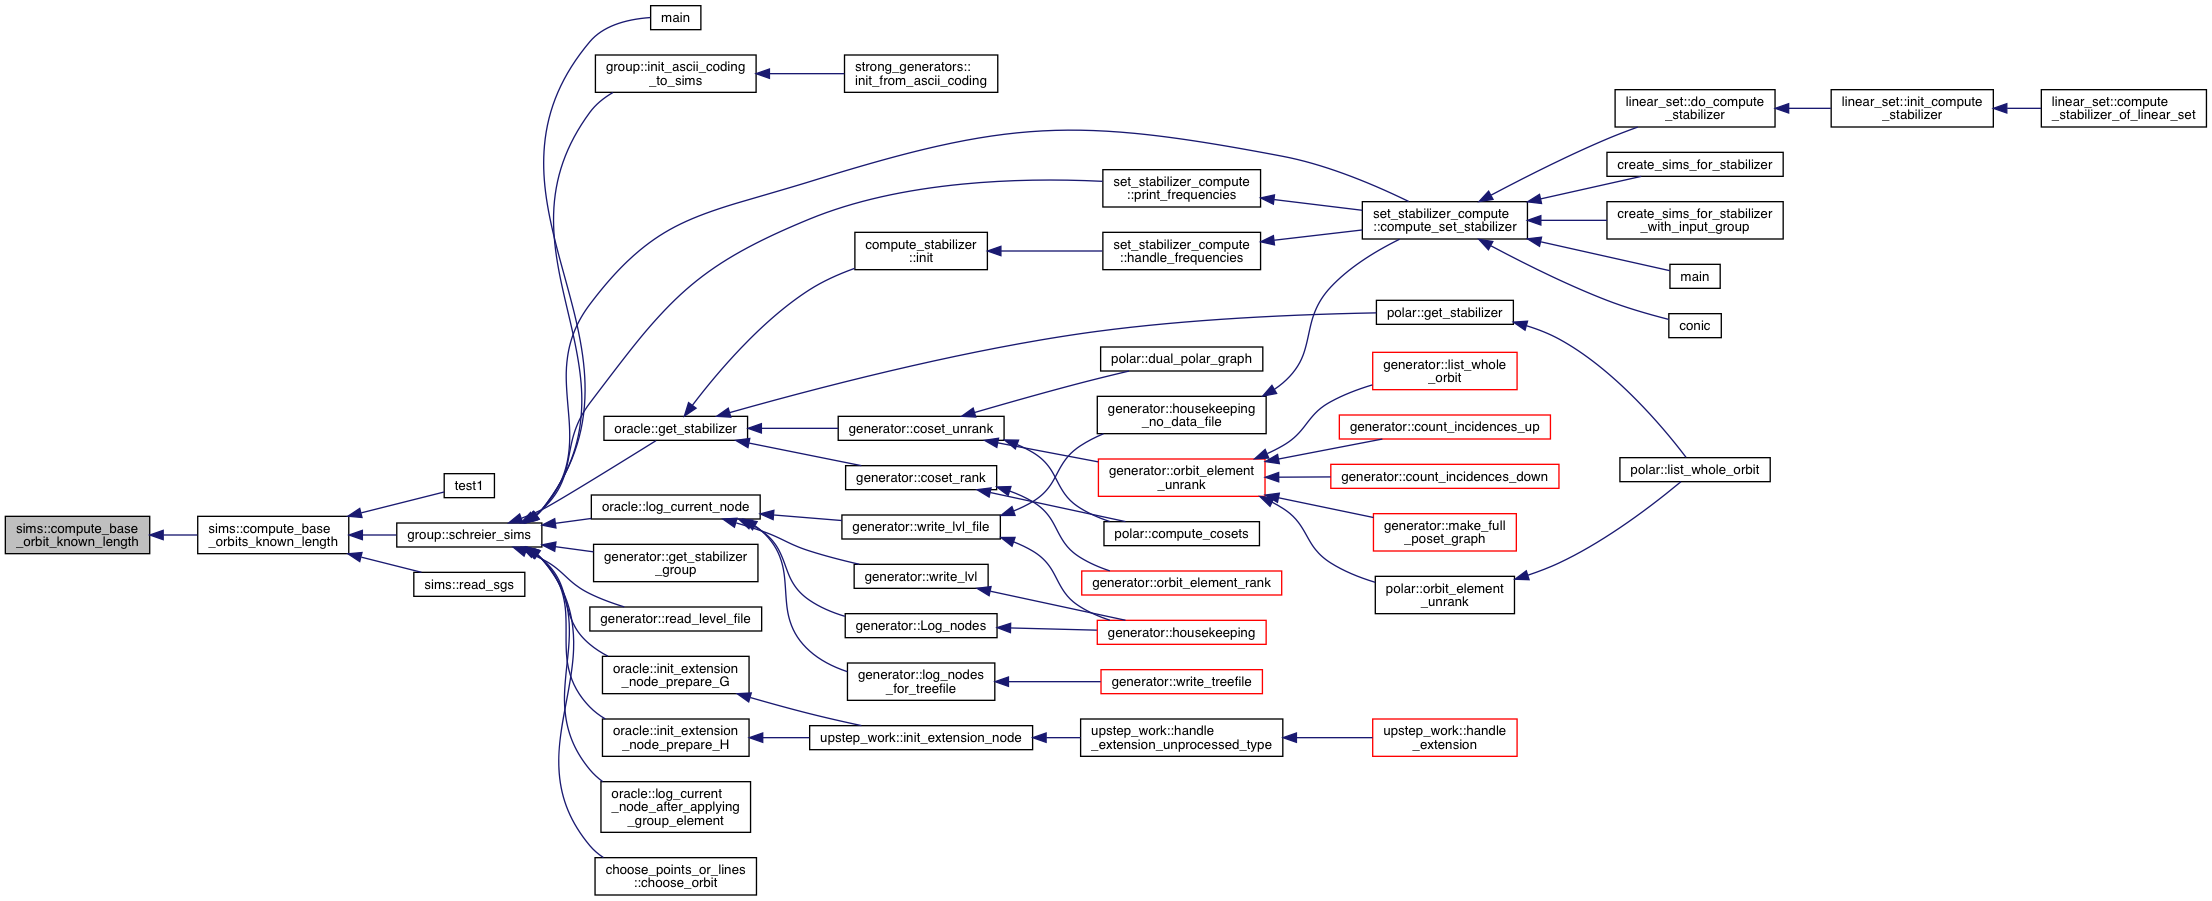 sims::compute_base
_orbit_known_length
sims::compute_base
_orbits_known_length
test1
group::schreier_sims
sims::read_sgs
main
group::init_ascii_coding
_to_sims
strong_generators::
init_from_ascii_coding
oracle::get_stabilizer
oracle::log_current_node
generator::get_stabilizer
_group
generator::read_level_file
oracle::init_extension
_node_prepare_G
oracle::init_extension
_node_prepare_H
oracle::log_current
_node_after_applying
_group_element
choose_points_or_lines
::choose_orbit
compute_stabilizer
::init
generator::coset_unrank
generator::coset_rank
generator::write_lvl_file
generator::write_lvl
generator::Log_nodes
generator::log_nodes
_for_treefile
upstep_work::init_extension_node
set_stabilizer_compute
::print_frequencies
set_stabilizer_compute
::handle_frequencies
polar::dual_polar_graph
generator::housekeeping
_no_data_file
generator::orbit_element
_unrank
polar::compute_cosets
generator::orbit_element_rank
generator::housekeeping
generator::write_treefile
upstep_work::handle
_extension_unprocessed_type
set_stabilizer_compute
::compute_set_stabilizer
polar::get_stabilizer
generator::list_whole
_orbit
generator::count_incidences_up
generator::count_incidences_down
generator::make_full
_poset_graph
polar::orbit_element
_unrank
upstep_work::handle
_extension
linear_set::do_compute
_stabilizer
create_sims_for_stabilizer
create_sims_for_stabilizer
_with_input_group
main
conic
polar::list_whole_orbit
linear_set::init_compute
_stabilizer
linear_set::compute
_stabilizer_of_linear_set